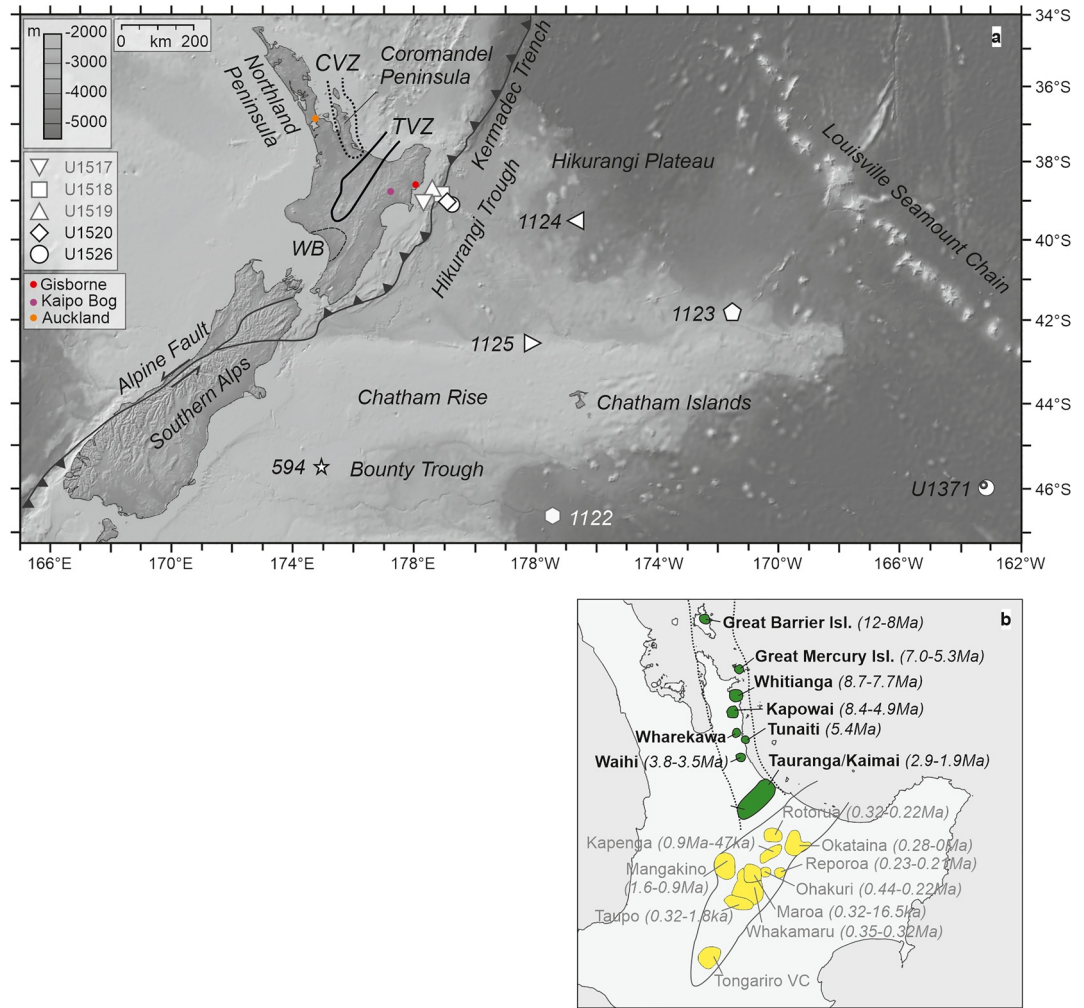 a
m
-2000
-3000
-4000
-5000
0 km 200
U1517
U1518
U1519
U1520
U1526
Gisborne
Kaipo Bog
Auckland
Northland
Peninsula
CVZ
Coromandel
Peninsula
TVZ
WB
Kermadec Trench
Hikurangi Trough
Hikurangi Plateau
Louisville Seamount Chain
1124
1123
1125
Alpine Fault
Southern Alps
Chatham Rise
Chatham Islands
594
Bounty Trough
U1371
1122
34°S
36°S
38°S
40°S
42°S
44°S
46°S
166°E
170°E
174°E
178°E
178°W
174°W
170°W
166°W
162°W
b
Great Barrier Isl. (12-8Ma)
Great Mercury Isl. (7.0-5.3Ma)
Whitianga (8.7-7.7Ma)
Kapowai (8.4-4.9Ma)
Wharekawa
Tunaiti (5.4Ma)
Waihi (3.8-3.5Ma)
Tauranga/Kaimai (2.9-1.9Ma)
Rotorua (0.32-0.22Ma)
Kapenga (0.9Ma-47ka)
Okataina (0.28-0Ma)
Reporoa (0.23-0.21Ma)
Mangakino
(1.6-0.9Ma)
Ohakuri (0.44-0.22Ma)
Taupo (0.32-1.8ka)
Maroa (0.32-16.5ka)
Whakamaru (0.35-0.32Ma)
Tongariro VC